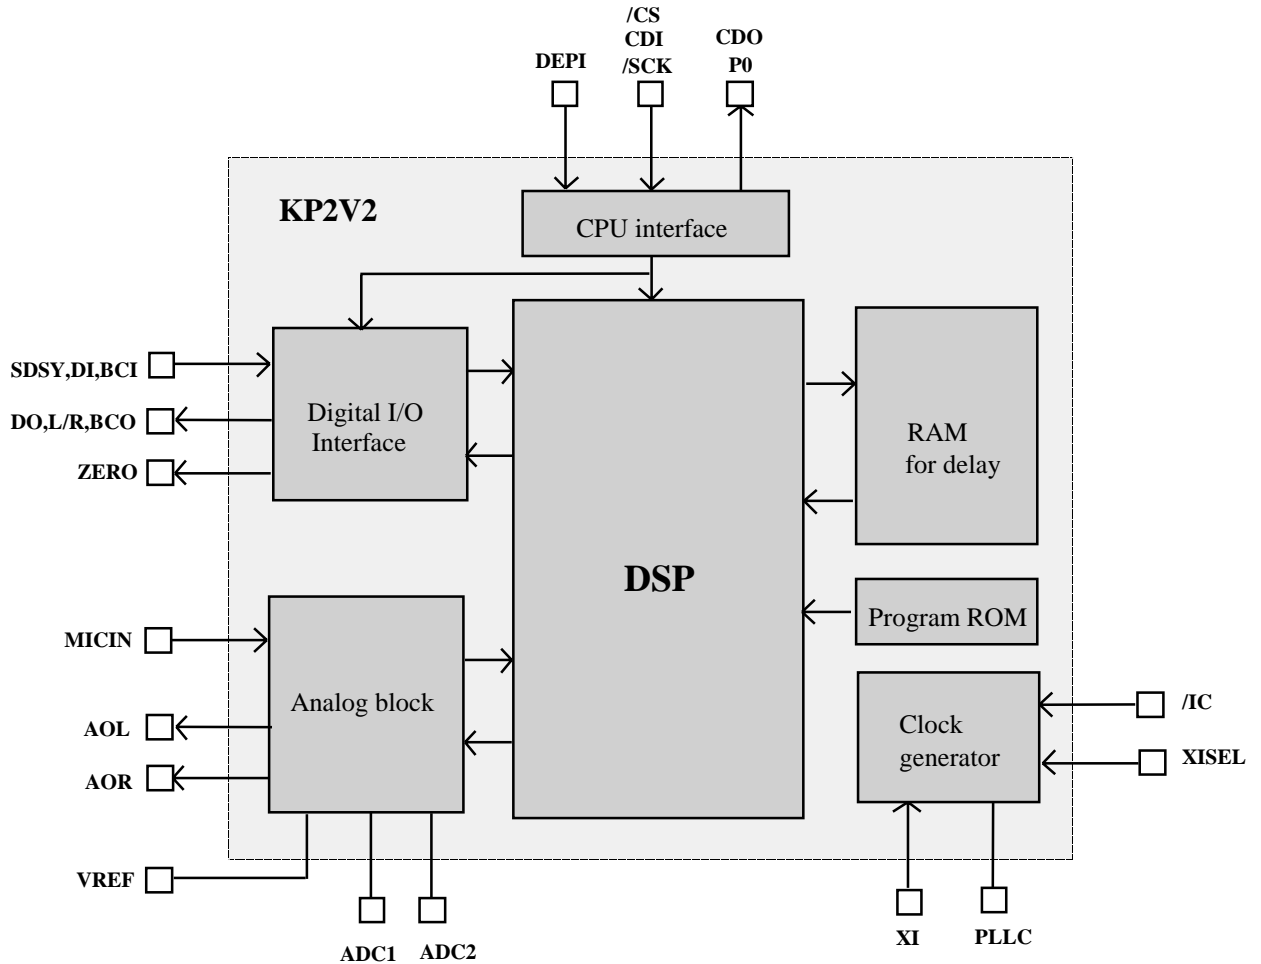 /CS
CDI
/SCK
CDO
P0
DEPI
KP2V2
CPU interface
SDSY,DI,BCI
DO,L/R,BCO
ZERO
Digital I/O
Interface
RAM
for delay
DSP
Program ROM
MICIN
AOL
AOR
Analog block
Clock
generator
/IC
XISEL
VREF
ADC1
ADC2
XI
PLLC